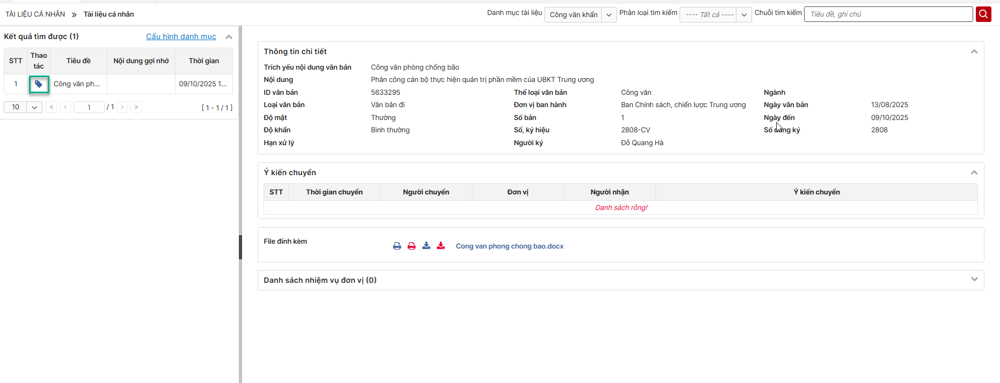 TÀI LIỆU CÁ NHÂN » Tài liệu cá nhân
Danh mục tài liệu Công văn khẩn Phân loại tìm kiếm ---- Tất cả ---- Chuỗi tìm kiếm Tiêu đề, ghi chú
Kết quả tìm được (1) Cấu hình danh mục
STT Thao tác Tiêu đề Nội dung gợi nhớ Thời gian
1 Công văn ph... 09/10/2025 1...
10 « ‹ 1 / 1 › » [ 1 - 1 / 1 ]
Thông tin chi tiết
Trích yếu nội dung văn bản Công văn phòng chống bão
Nội dung Phân công cán bộ thực hiện quản trị phần mềm của UBKT Trung ương
ID văn bản 5633295 Thể loại văn bản Công văn Ngành
Loại văn bản Văn bản đi Đơn vị ban hành Ban Chính sách, chiến lược Trung ương Ngày văn bản 13/08/2025
Độ mật Thường Số bản 1 Ngày đến 09/10/2025
Độ khẩn Bình thường Số, ký hiệu 2808-CV Số đăng ký 2808
Hạn xử lý Người ký Đỗ Quang Hà
Ý kiến chuyển
STT Thời gian chuyển Người chuyển Đơn vị Người nhận Ý kiến chuyển
Danh sách rỗng!
File đính kèm Cong van phong chong bao.docx
Danh sách nhiệm vụ đơn vị (0)